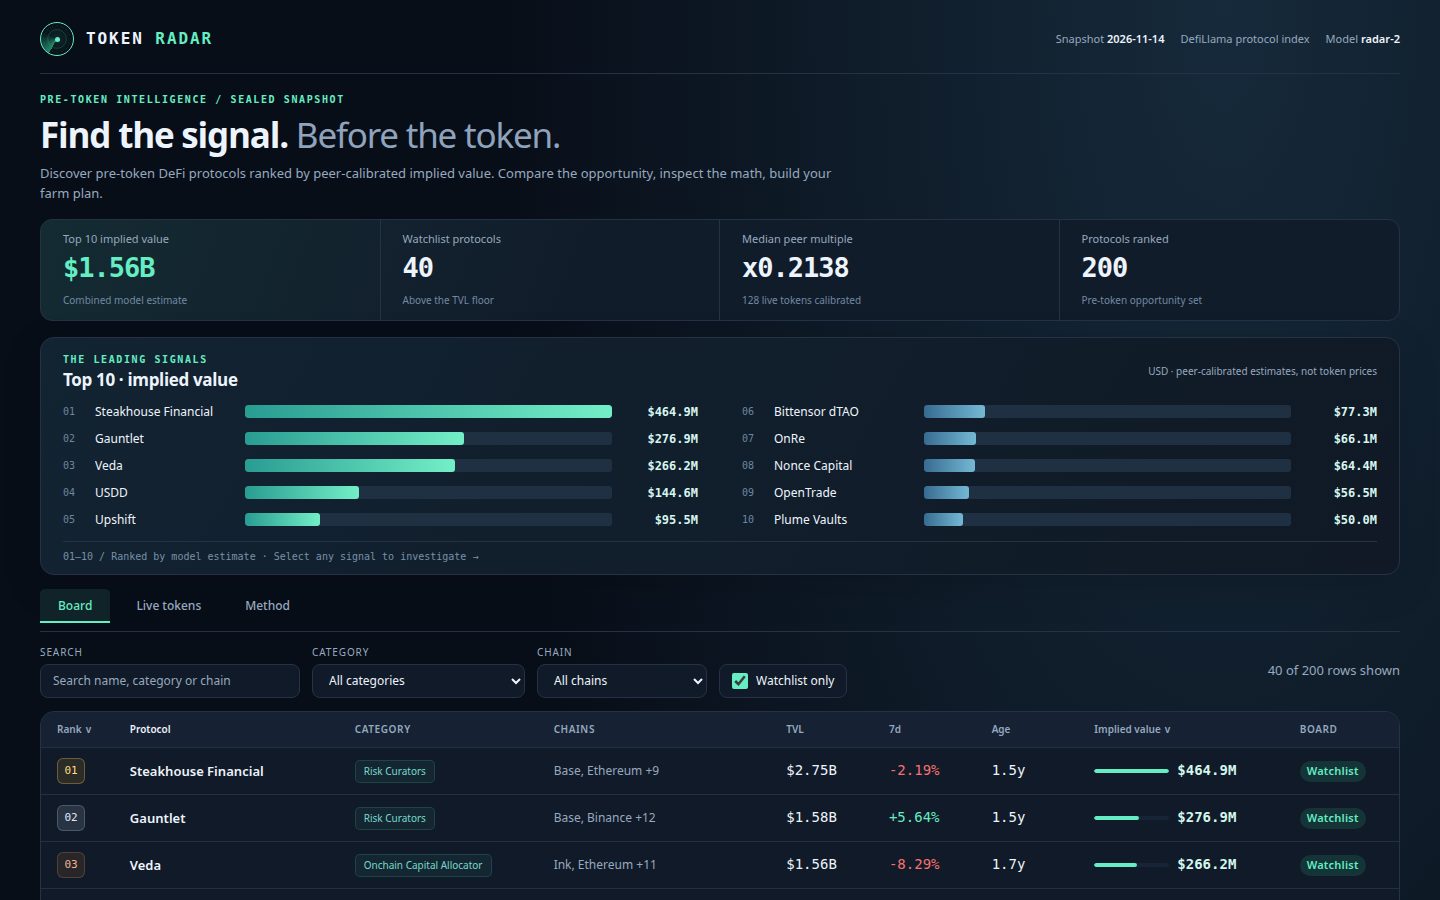 TOKEN RADAR
Snapshot 2026-11-14 DefiLlama protocol index Model radar-2
PRE-TOKEN INTELLIGENCE / SEALED SNAPSHOT
Find the signal. Before the token.
Discover pre-token DeFi protocols ranked by peer-calibrated implied value. Compare the opportunity, inspect the math, build your
farm plan.
Top 10 implied value
$1.56B
Combined model estimate
Watchlist protocols
40
Above the TVL floor
Median peer multiple
x0.2138
128 live tokens calibrated
Protocols ranked
200
Pre-token opportunity set
THE LEADING SIGNALS
Top 10 · implied value
USD · peer-calibrated estimates, not token prices
01 Steakhouse Financial $464.9M
02 Gauntlet $276.9M
03 Veda $266.2M
04 USDD $144.6M
05 Upshift $95.5M
06 Bittensor dTAO $77.3M
07 OnRe $66.1M
08 Nonce Capital $64.4M
09 OpenTrade $56.5M
10 Plume Vaults $50.0M
01–10 / Ranked by model estimate · Select any signal to investigate →
Board Live tokens Method
SEARCH CATEGORY CHAIN
Search name, category or chain All categories All chains Watchlist only
40 of 200 rows shown
Rank v Protocol CATEGORY CHAINS TVL 7d Age Implied value v BOARD
01 Steakhouse Financial Risk Curators Base, Ethereum +9 $2.75B -2.19% 1.5y $464.9M Watchlist
02 Gauntlet Risk Curators Base, Binance +12 $1.58B +5.64% 1.5y $276.9M Watchlist
03 Veda Onchain Capital Allocator Ink, Ethereum +11 $1.56B -8.29% 1.7y $266.2M Watchlist